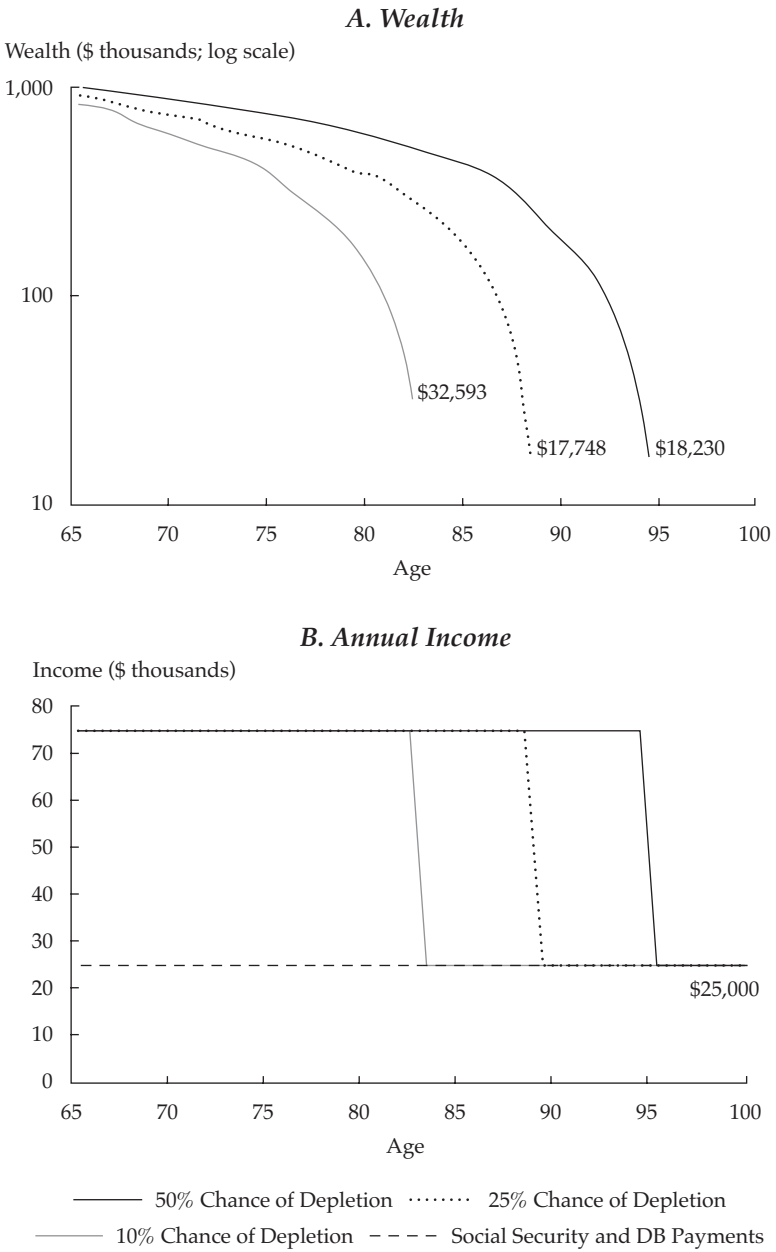 A. Wealth
Wealth ($ thousands; log scale)
1,000
100
10
$32,593
$17,748
$18,230
65 70 75 80 85 90 95 100
Age
B. Annual Income
Income ($ thousands)
80
70
60
50
40
30
20
10
0
$25,000
65 70 75 80 85 90 95 100
Age
50% Chance of Depletion 25% Chance of Depletion
10% Chance of Depletion Social Security and DB Payments